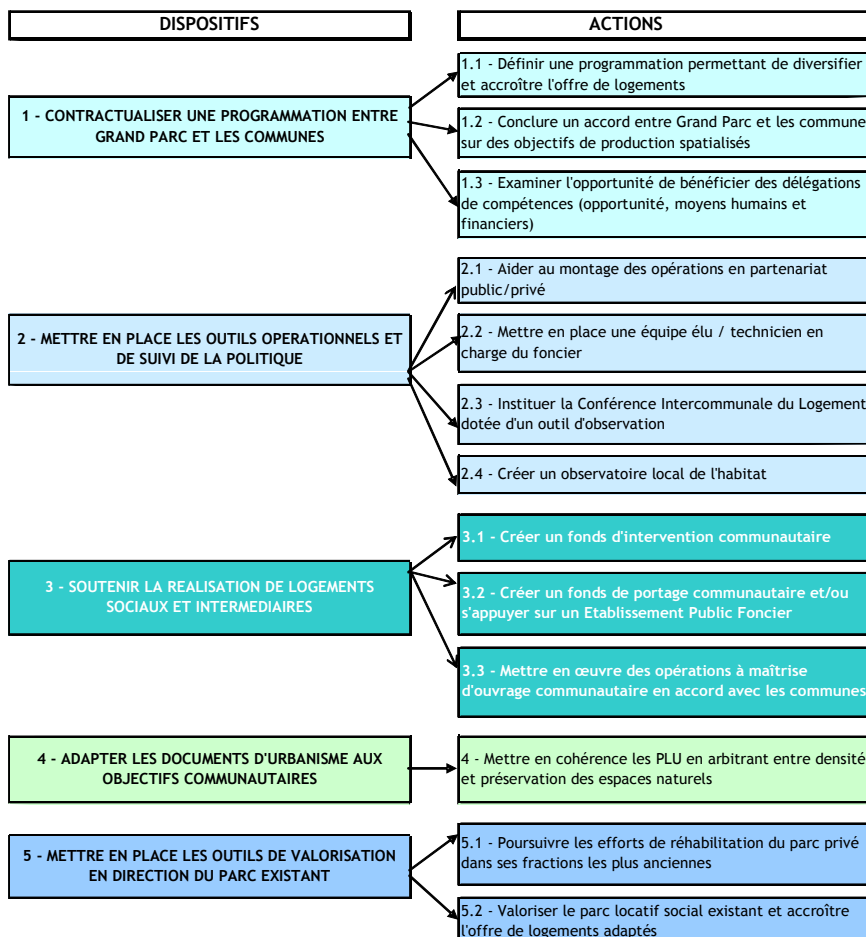 DISPOSITIFS
ACTIONS
1 - CONTRACTUALISER UNE PROGRAMMATION ENTRE
GRAND PARC ET LES COMMUNES
1.1 - Définir une programmation permettant de diversifier
et accroître l'offre de logements
1.2 - Conclure un accord entre Grand Parc et les commune
sur des objectifs de production spatialisés
1.3 - Examiner l'opportunité de bénéficier des délégations
de compétences (opportunité, moyens humains et
financiers)
2 - METTRE EN PLACE LES OUTILS OPERATIONNELS ET
DE SUIVI DE LA POLITIQUE
2.1 - Aider au montage des opérations en partenariat
public/privé
2.2 - Mettre en place une équipe élu / technicien en
charge du foncier
2.3 - Instituer la Conférence Intercommunale du Logement
dotée d'un outil d'observation
2.4 - Créer un observatoire local de l'habitat
3 - SOUTENIR LA REALISATION DE LOGEMENTS
SOCIAUX ET INTERMEDIAIRES
3.1 - Créer un fonds d'intervention communautaire
3.2 - Créer un fonds de portage communautaire et/ou
s'appuyer sur un Etablissement Public Foncier
3.3 - Mettre en œuvre des opérations à maîtrise
d'ouvrage communautaire en accord avec les communes
4 - ADAPTER LES DOCUMENTS D'URBANISME AUX
OBJECTIFS COMMUNAUTAIRES
4 - Mettre en cohérence les PLU en arbitrant entre densité
et préservation des espaces naturels
5 - METTRE EN PLACE LES OUTILS DE VALORISATION
EN DIRECTION DU PARC EXISTANT
5.1 - Poursuivre les efforts de réhabilitation du parc privé
dans ses fractions les plus anciennes
5.2 - Valoriser le parc locatif social existant et accroître
l'offre de logements adaptés